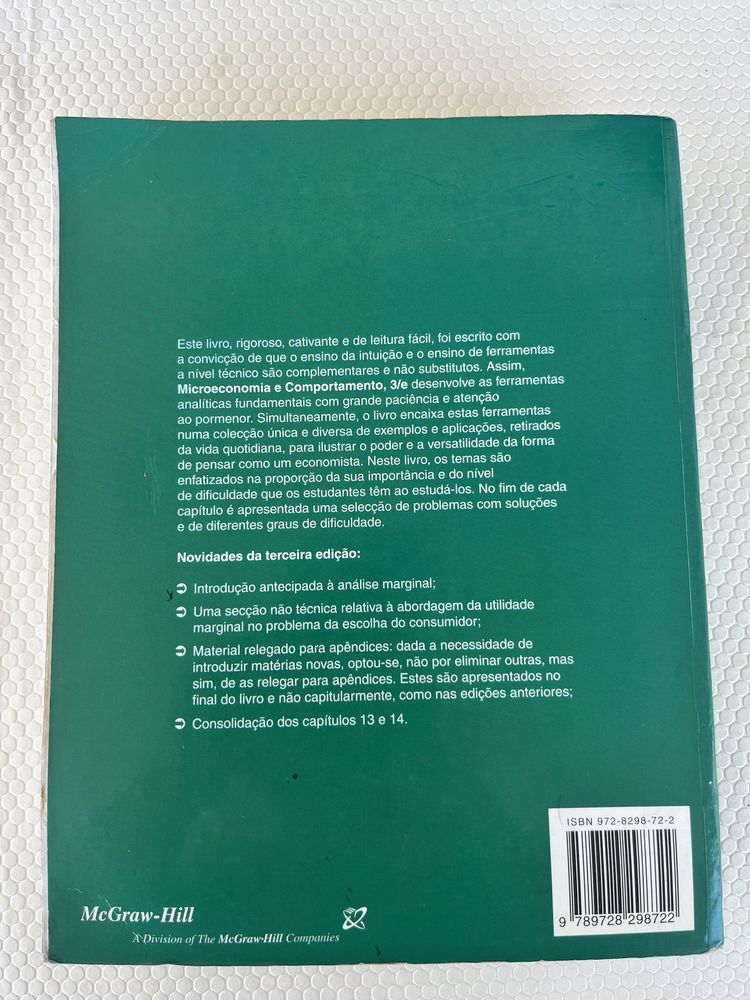 Este livro, rigoroso, cativante e de leitura fácil, foi escrito com
a convicção de que o ensino da intuição e o ensino de ferramentas
a nível técnico são complementares e não substitutos. Assim,
Microeconomia e Comportamento, 3/e desenvolve as ferramentas
analíticas fundamentais com grande paciência e atenção
ao pormenor. Simultaneamente, o livro encaixa estas ferramentas
numa colecção única e diversa de exemplos e aplicações, retirados
da vida quotidiana, para ilustrar o poder e a versatilidade da forma
de pensar como um economista. Neste livro, os temas são
enfatizados na proporção da sua importância e do nível
de dificuldade que os estudantes têm ao estudá-los. No fim de cada
capítulo é apresentada uma selecção de problemas com soluções
e de diferentes graus de dificuldade.
Novidades da terceira edição:
➲ Introdução antecipada à análise marginal;
➲ Uma secção não técnica relativa à abordagem da utilidade
marginal no problema da escolha do consumidor;
➲ Material relegado para apêndices: dada a necessidade de
introduzir matérias novas, optou-se, não por eliminar outras, mas
sim, de as relegar para apêndices. Estes são apresentados no
final do livro e não capitularmente, como nas edições anteriores;
➲ Consolidação dos capítulos 13 e 14.
ISBN 972-8298-72-2
9 789728 298722
McGraw-Hill
A Division of The McGraw-Hill Companies